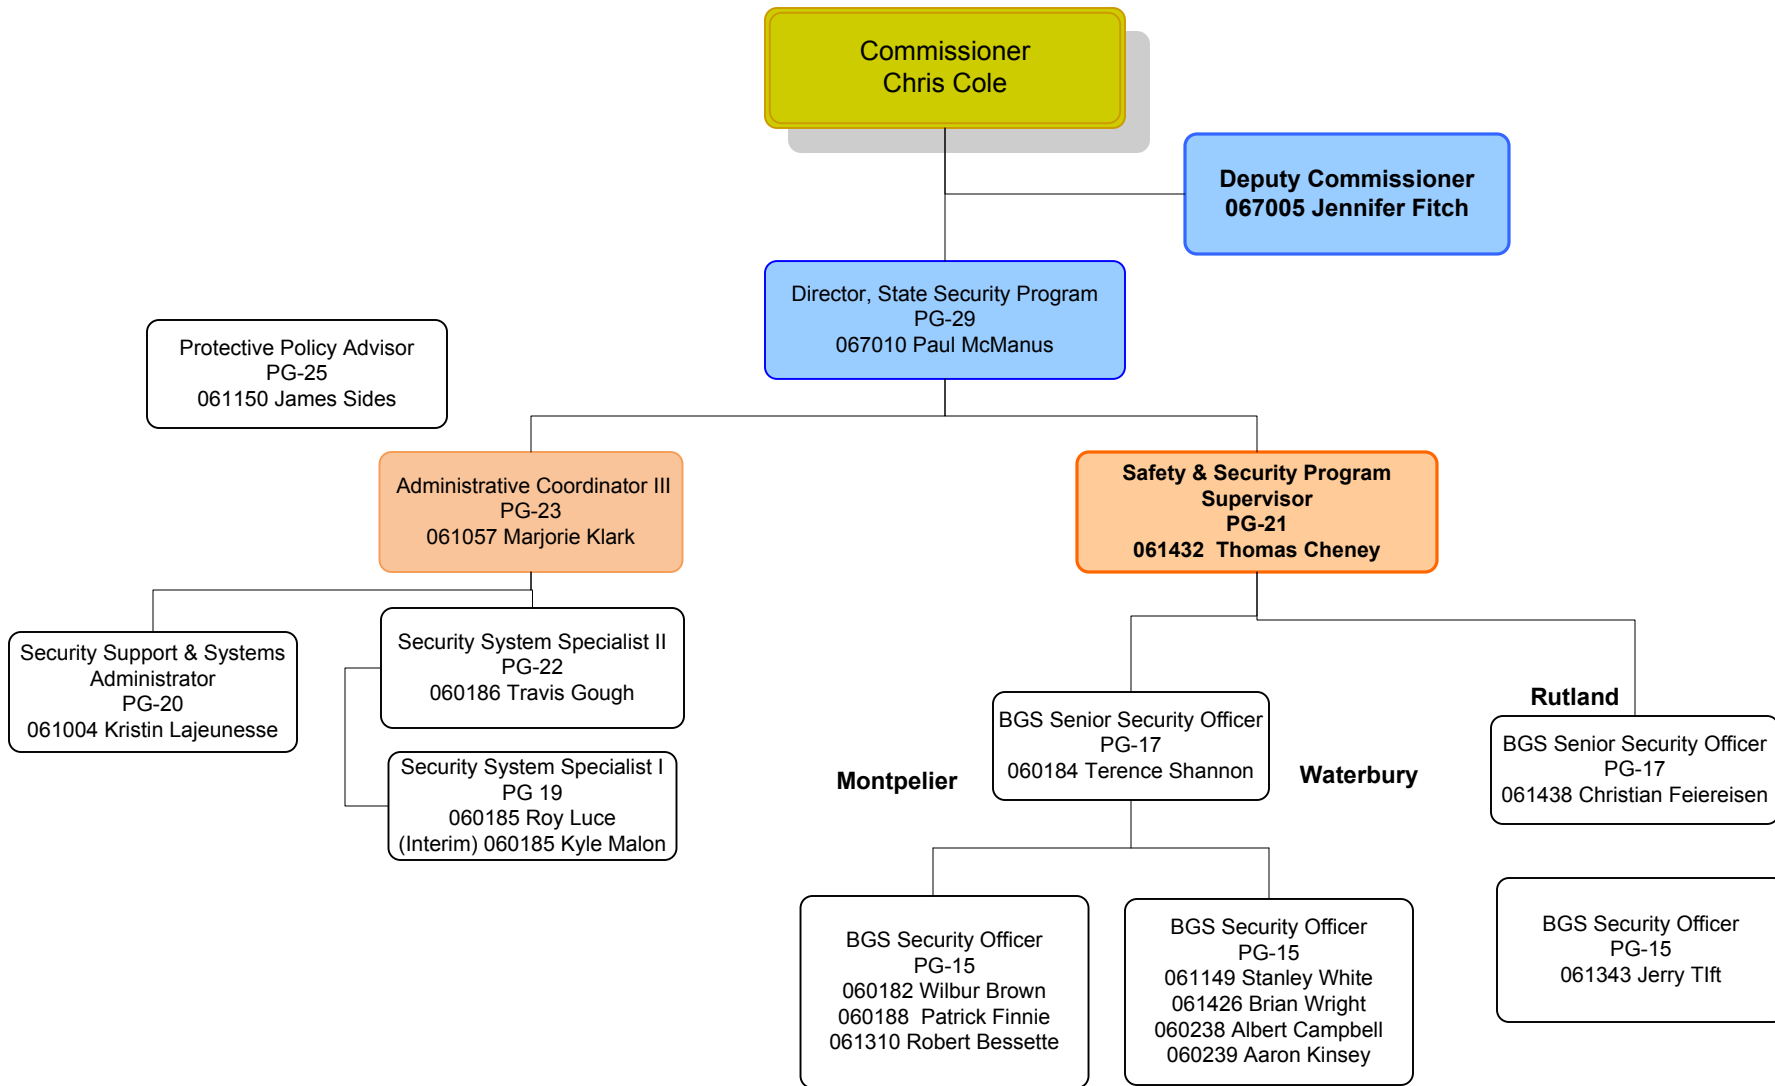 Commissioner
Chris Cole
Deputy Commissioner
067005 Jennifer Fitch
Director, State Security Program
PG-29
067010 Paul McManus
Protective Policy Advisor
PG-25
061150 James Sides
Administrative Coordinator III
PG-23
061057 Marjorie Klark
Safety & Security Program
Supervisor
PG-21
061432  Thomas Cheney
Security Support & Systems
Administrator
PG-20
061004 Kristin Lajeunesse
Security System Specialist II
PG-22
060186 Travis Gough
Security System Specialist I
PG 19
060185 Roy Luce
(Interim) 060185 Kyle Malon
BGS Senior Security Officer
PG-17
060184 Terence Shannon
Rutland
BGS Senior Security Officer
PG-17
061438 Christian Feiereisen
Montpelier
Waterbury
BGS Security Officer
PG-15
060182 Wilbur Brown
060188  Patrick Finnie
061310 Robert Bessette
BGS Security Officer
PG-15
061149 Stanley White
061426 Brian Wright
060238 Albert Campbell
060239 Aaron Kinsey
BGS Security Officer
PG-15
061343 Jerry TIft